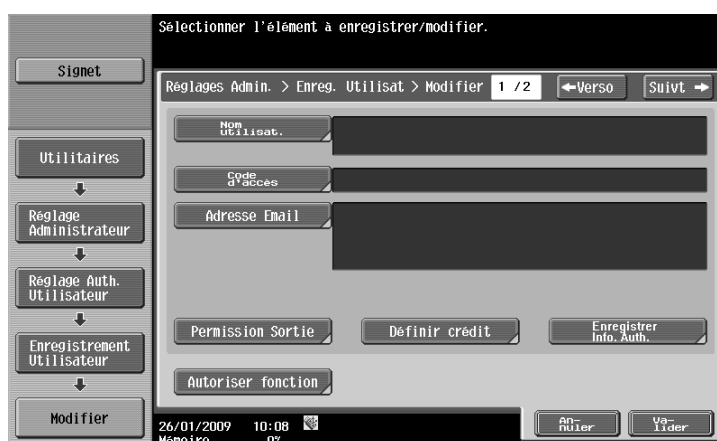 Sélectionner l'élément à enregistrer/modifier.
Signet
Réglages Admin. > Enreg. Utilisat > Modifier 1 /2 ←Verso Suivt →
Nom
utilisat.
Code
d'accès
Adresse Email
Utilitaires
Réglage
Administrateur
Réglage Auth.
Utilisateur
Enregistrement
Utilisateur
Modifier
Permission Sortie Définir crédit Enregistrer
Info. Auth.
Autoriser fonction
An-
nuler
Va-
lider
26/01/2009 10:08
Mémoire 0%